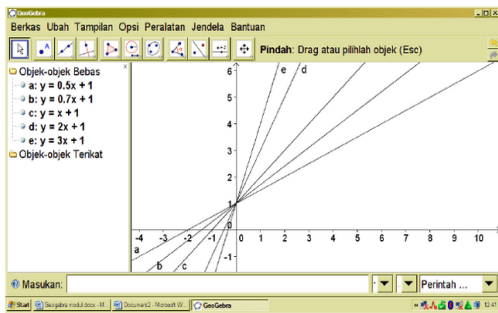 GeoGebra
Berkas Ubah Tampilan Opsi Peralatan Jendela Bantuan
Pindah: Drag atau pilihlah objek (Esc)
Objek-objek Bebas
a: y = 0.5x + 1
b: y = 0.7x + 1
c: y = x + 1
d: y = 2x + 1
e: y = 3x + 1
Objek-objek Terikat
e d
6
5
4
3
2
1
0
-4 -3 -2 -1 0 1 2 3 4 5 6 7 8 9 10
-1
a
b c
Masukan:
Perintah ...
Start
Document2 - Microsoft W...
GeoGebra
12:41